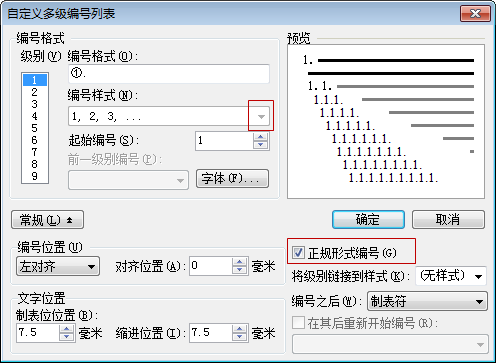 自定义多级编号列表
编号格式
级别(V)
编号格式(O):
1
2
3
4
5
6
7
8
9
①.
编号样式(N):
1, 2, 3, ...
起始编号(S):
1
前一级别编号(P):
字体(F)...
预览
1.
1.
1.1.1.
1.1.1.
1.1.1.1.
1.1.1.1.1.
1.1.1.1.1.1.
1.1.1.1.1.1.1.
1.1.1.1.1.1.1.1.
常规(L)
确定
取消
编号位置(U)
左对齐
对齐位置(A):
0
毫米
正规形式编号(G)
将级别链接到样式(K):
(无样式)
文字位置
制表位位置(B):
7.5
毫米
缩进位置(I):
7.5
毫米
编号之后(W):
制表符
在其后重新开始编号(R):